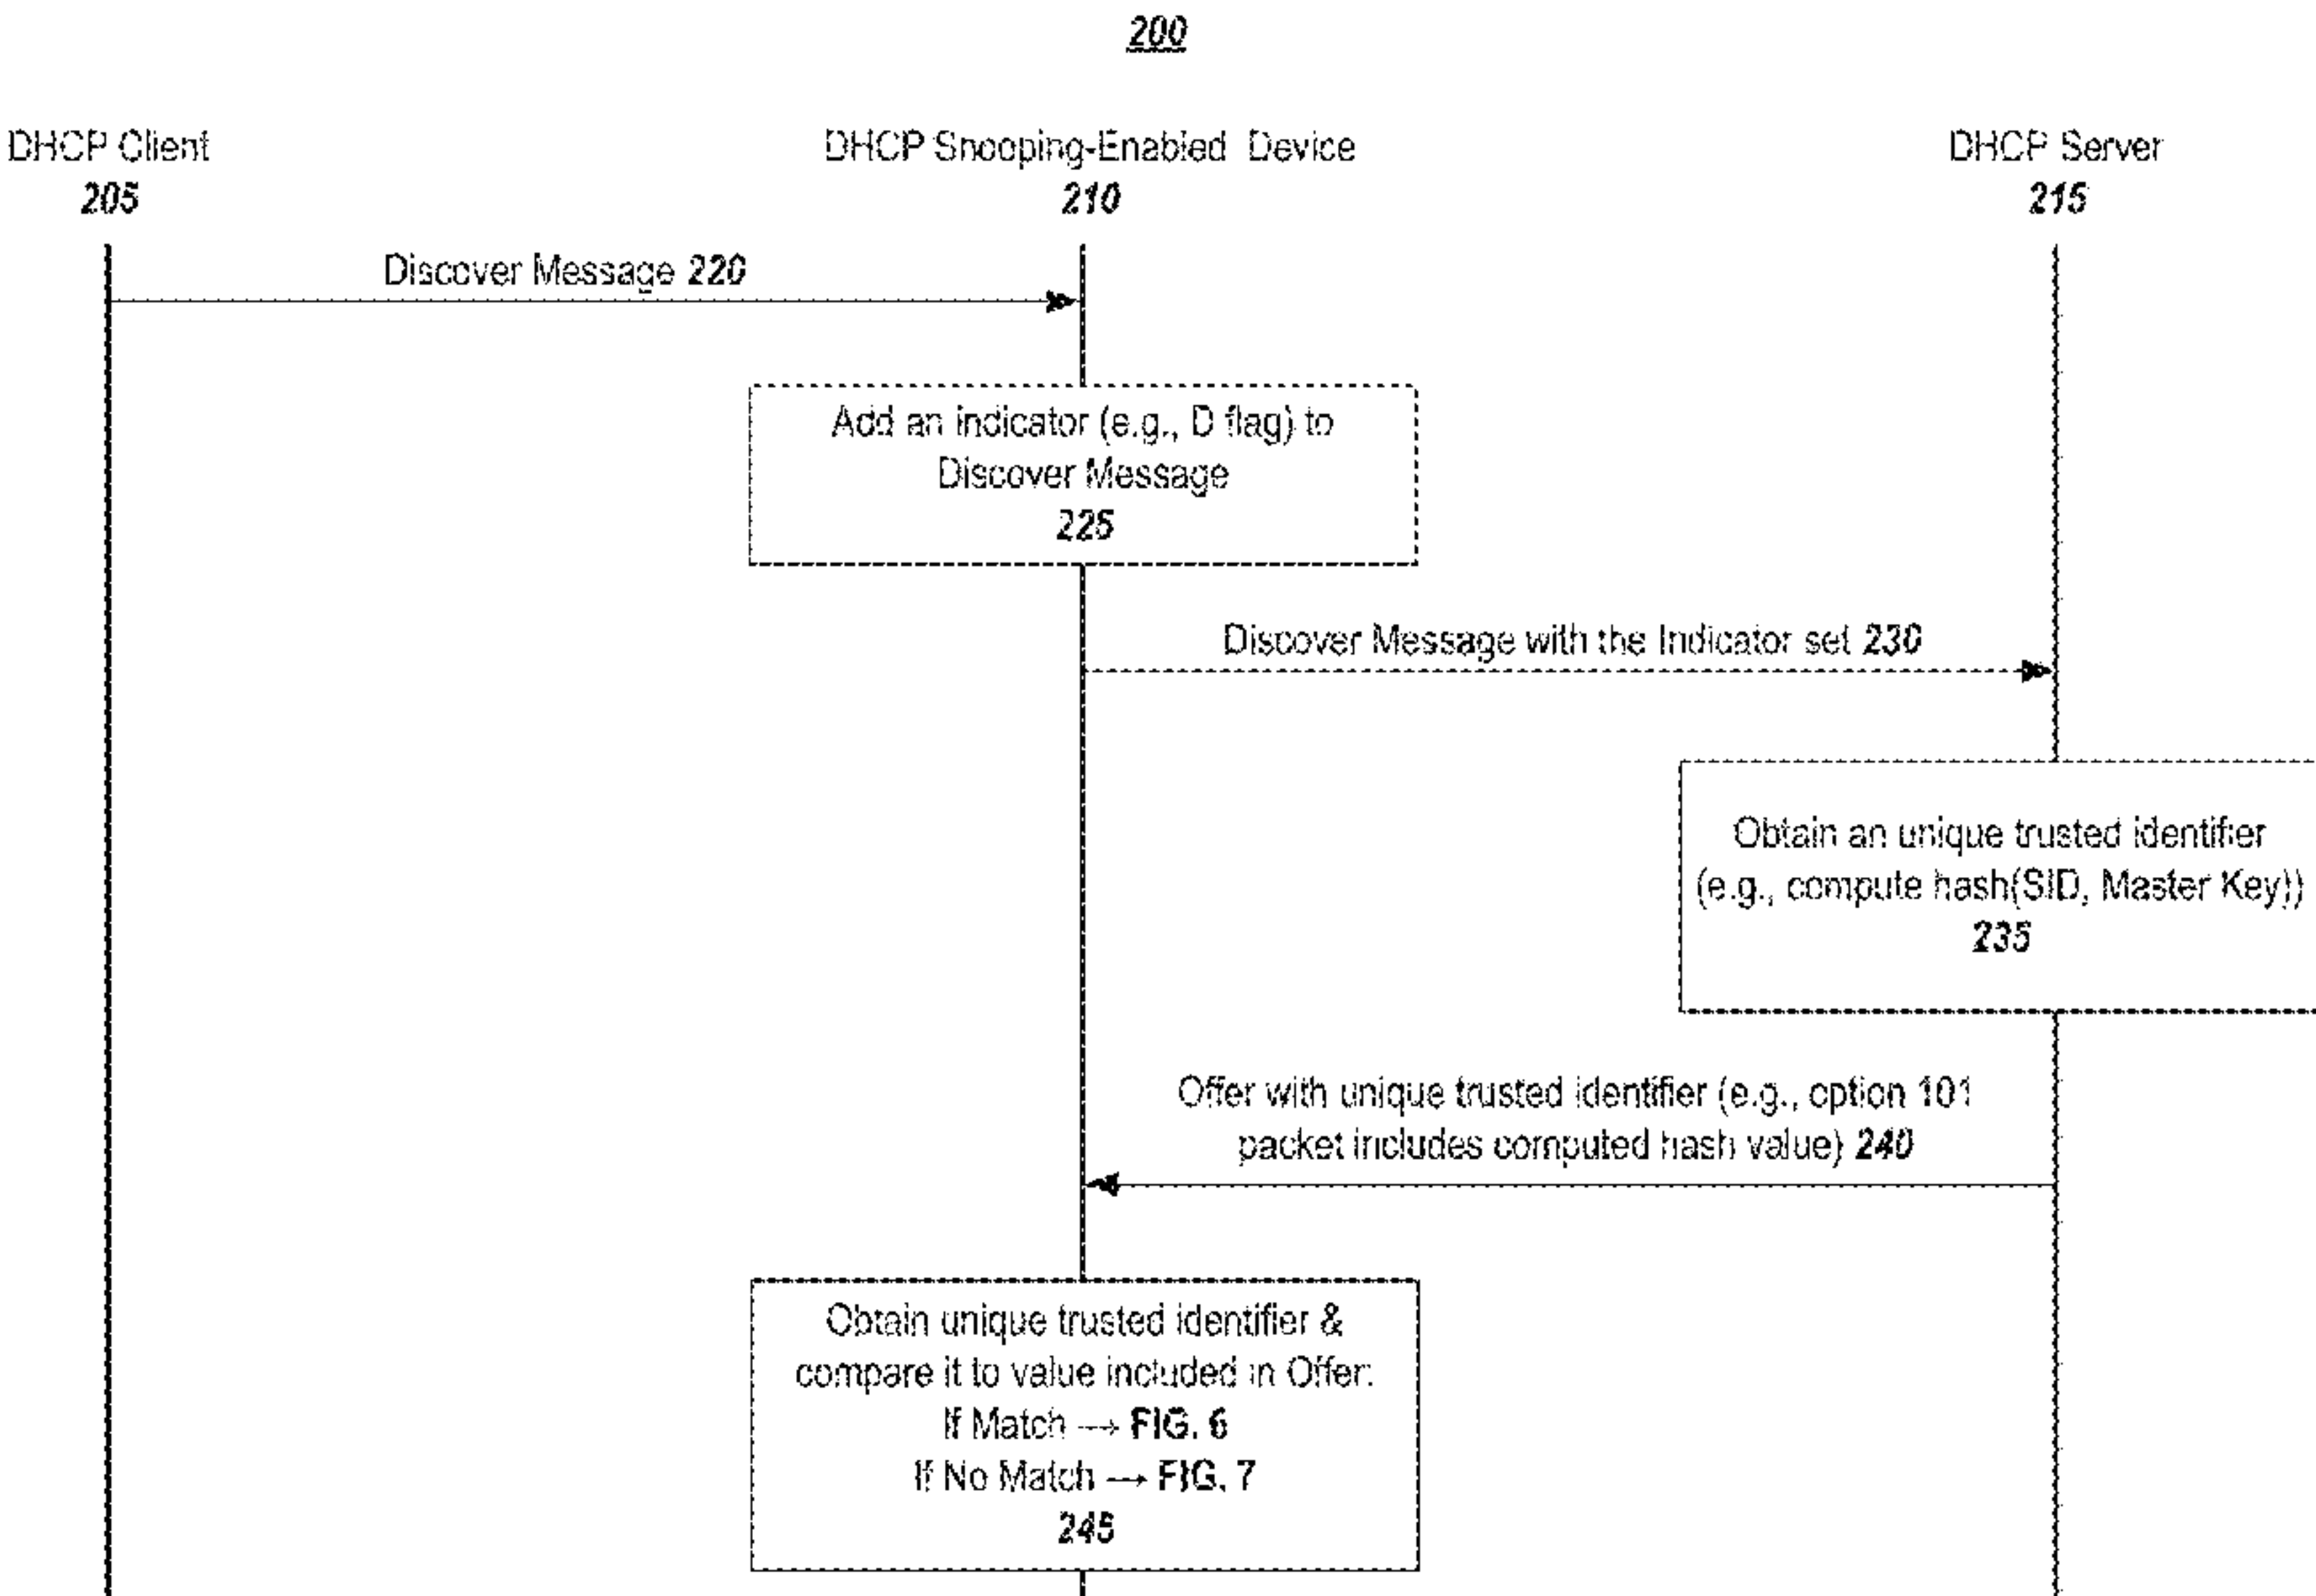 200
DHCP Client
205
DHCP Snooping-Enabled Device
210
DHCP Server
215
Discover Message 220
Add an indicator (e.g., D flag) to
Discover Message
225
Discover Message with the Indicator set 230
Obtain an unique trusted identifier
(e.g., compute hash(SID, Master Key))
235
Offer with unique trusted identifier (e.g., option 101
packet includes computed hash value) 240
Obtain unique trusted identifier &
compare it to value included in Offer:
If Match → FIG. 6
If No Match → FIG. 7
245